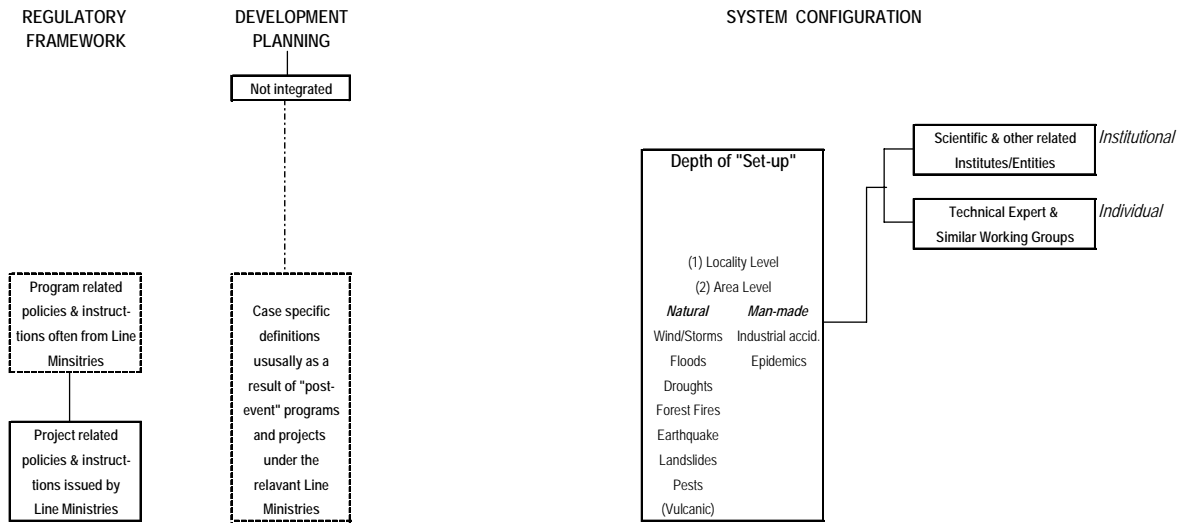 REGULATORY
FRAMEWORK
DEVELOPMENT
PLANNING
SYSTEM CONFIGURATION
Not integrated
Program related
policies & instruct-
tions often from Line
Minsitries
Project related
policies & instruct-
tions issued by
Line Ministries
Case specific
definitions
ususally as a
result of "post-
event" programs
and projects
under the
relavant Line
Ministries
Depth of "Set-up"
(1) Locality Level
(2) Area Level
Natural Man-made
Wind/Storms Industrial accid.
Floods Epidemics
Droughts
Forest Fires
Earthquake
Landslides
Pests
(Vulcanic)
Scientific & other related
Institutes/Entities
Institutional
Technical Expert &
Similar Working Groups
Individual